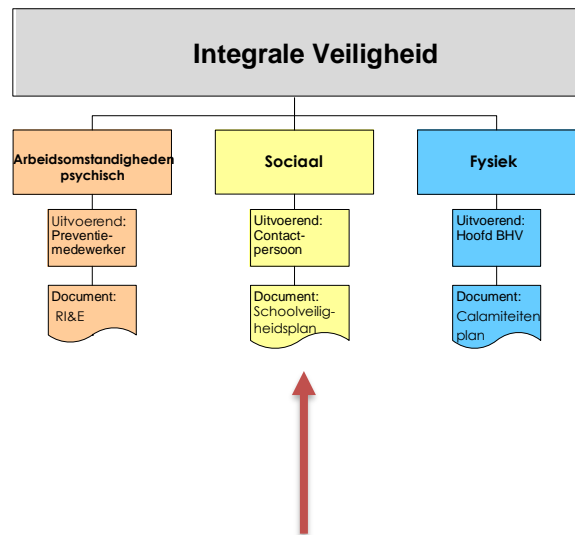 Integrale Veiligheid
Arbeidsomstandigheden
psychisch
Uitvoerend:
Preventie-
medewerker
Document:
RI&E
Sociaal
Uitvoerend:
Contact-
persoon
Document:
Schoolveilig-
heidsplan
Fysiek
Uitvoerend:
Hoofd BHV
Document:
Calamiteiten
plan